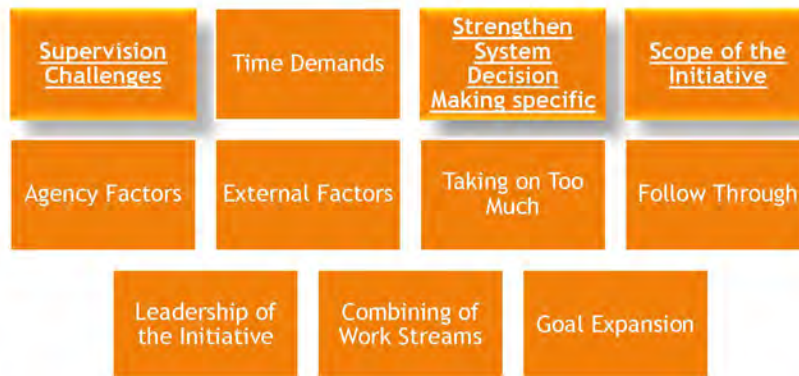 Supervision
Challenges
Time Demands
Strengthen
System
Decision
Making specific
Scope of the
Initiative
Agency Factors
External Factors
Taking on Too
Much
Follow Through
Leadership of
the Initiative
Combining of
Work Streams
Goal Expansion